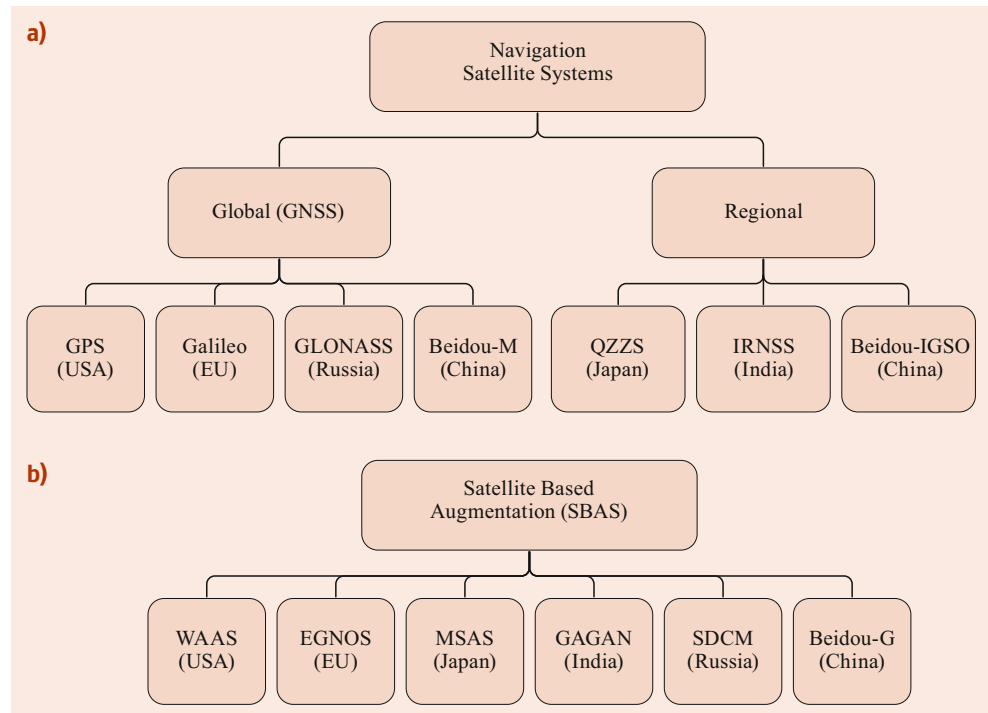 a)
Navigation
Satellite Systems
Global (GNSS)
Regional
GPS
(USA)
Galileo
(EU)
GLONASS
(Russia)
Beidou-M
(China)
QZZS
(Japan)
IRNSS
(India)
Beidou-IGSO
(China)
b)
Satellite Based
Augmentation (SBAS)
WAAS
(USA)
EGNOS
(EU)
MSAS
(Japan)
GAGAN
(India)
SDCM
(Russia)
Beidou-G
(China)